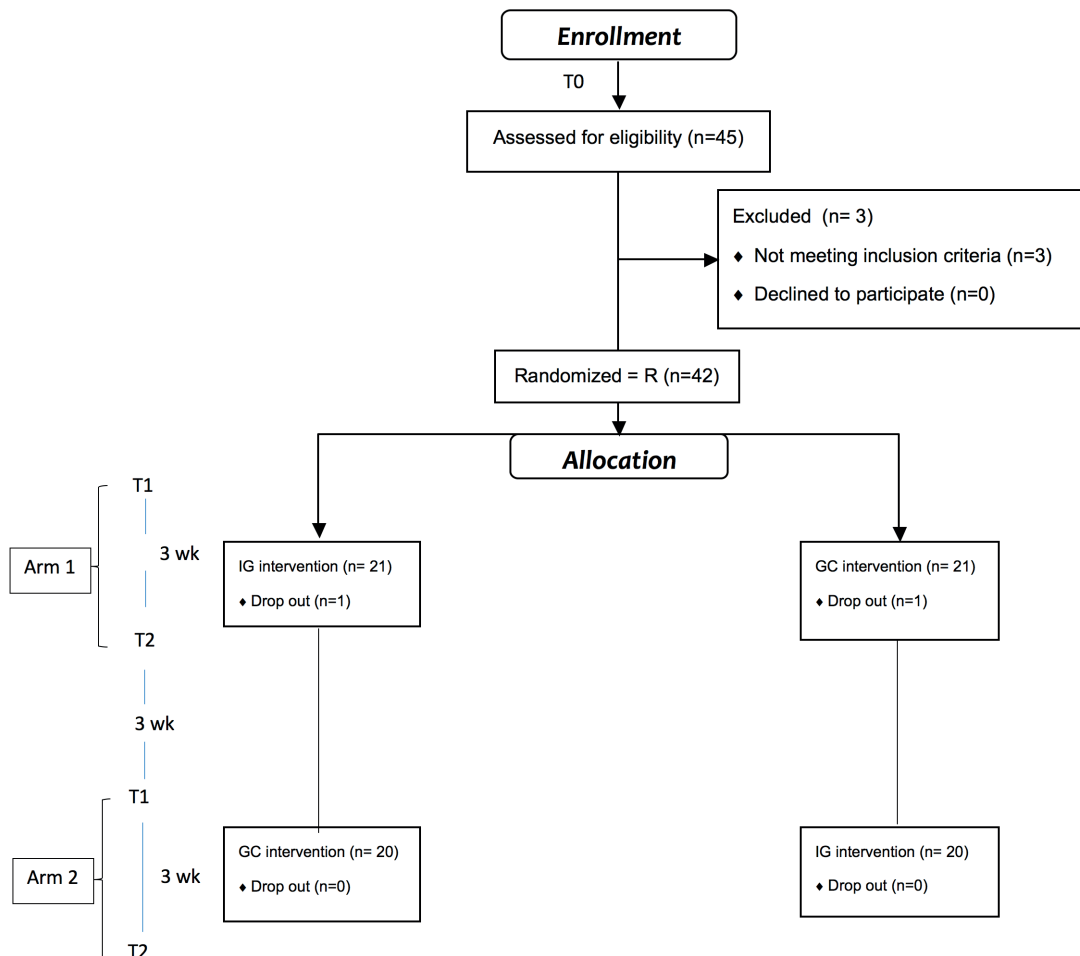 Enrollment
T0
Assessed for eligibility (n=45)
Excluded (n= 3)
♦ Not meeting inclusion criteria (n=3)
♦ Declined to participate (n=0)
Randomized = R (n=42)
Allocation
T1
3 wk
Arm 1
T2
IG intervention (n= 21)
♦ Drop out (n=1)
GC intervention (n= 21)
♦ Drop out (n=1)
3 wk
T1
Arm 2
3 wk
T2
GC intervention (n= 20)
♦ Drop out (n=0)
IG intervention (n= 20)
♦ Drop out (n=0)